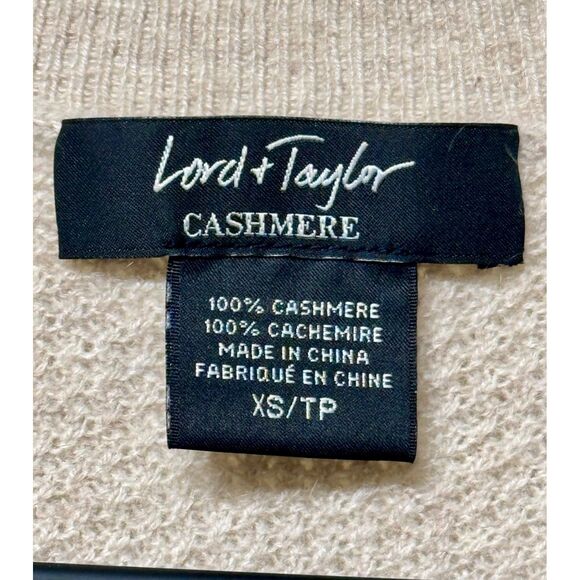 Lord + Taylor
CASHMERE
100% CASHMERE
100% CACHEMIRE
MADE IN CHINA
FABRIQUÉ EN CHINE
XS/TP